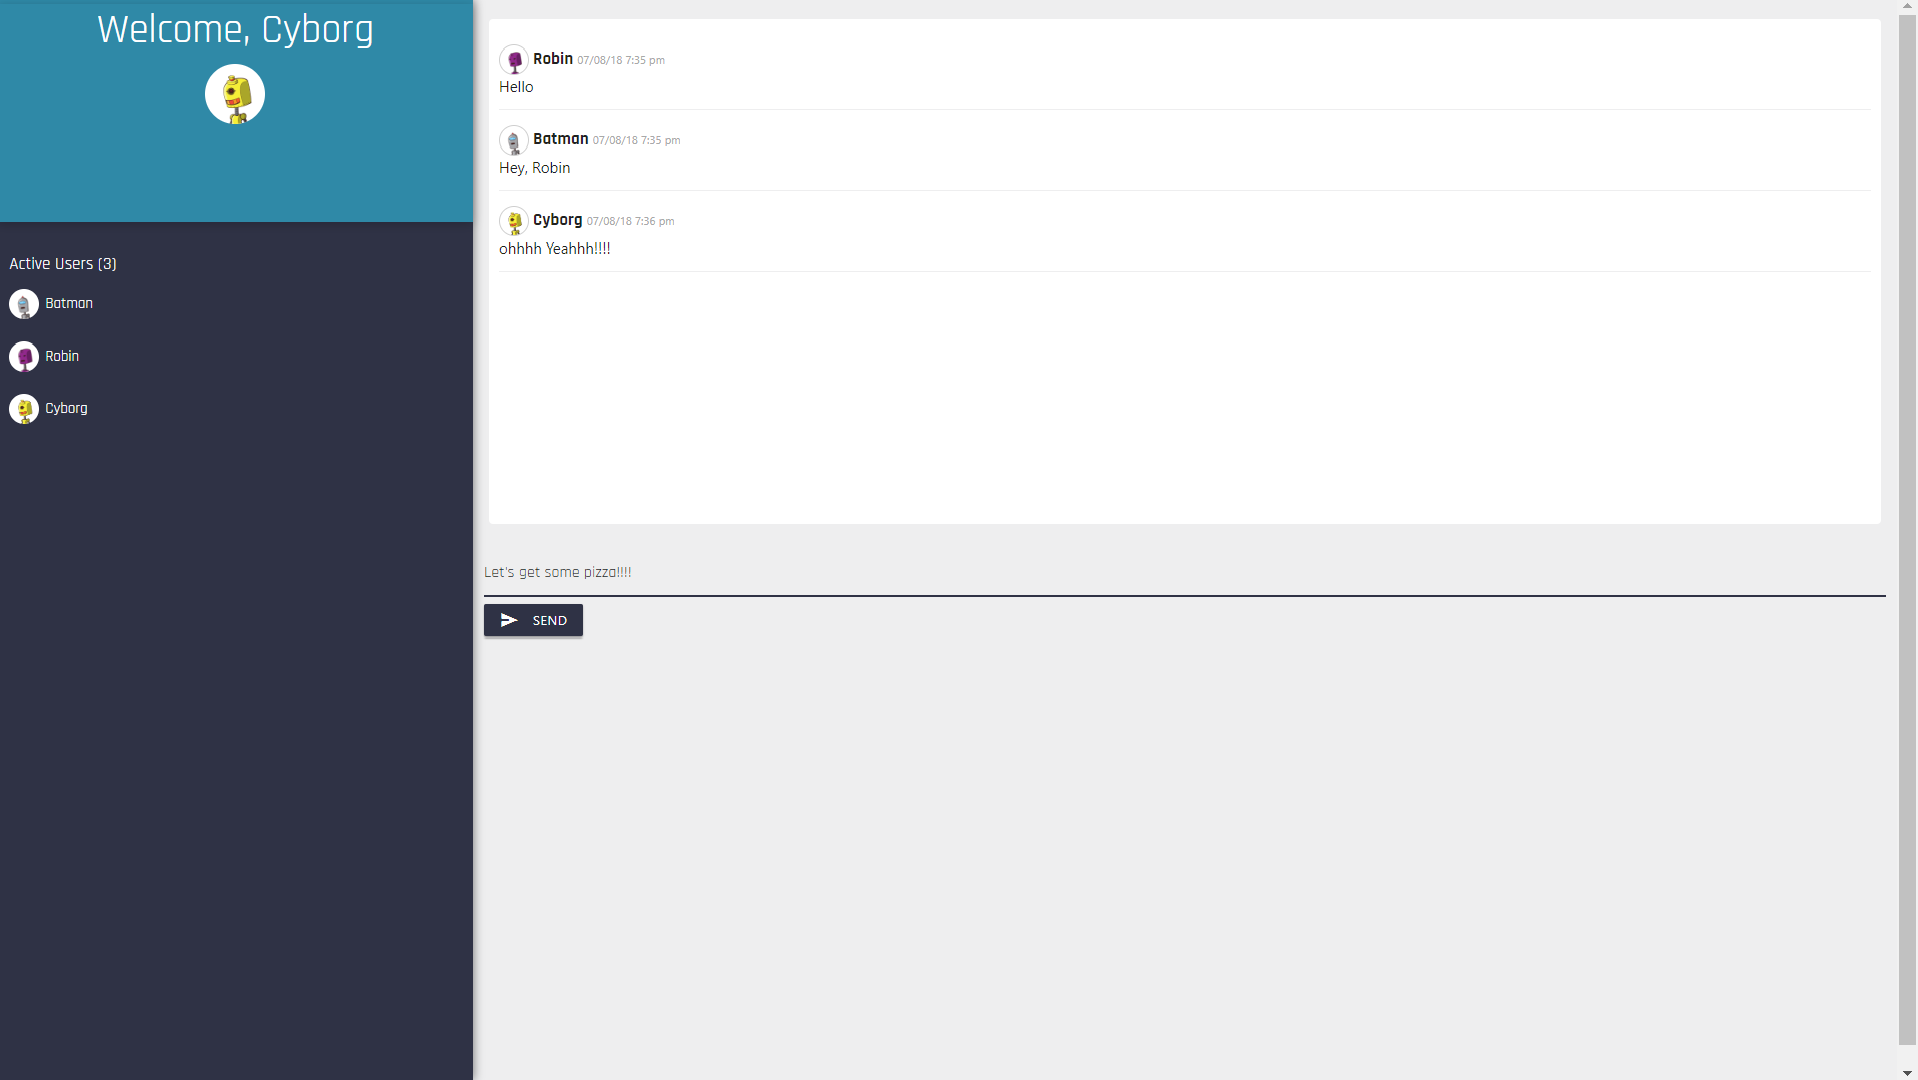 Welcome, Cyborg
Active Users (3)
Batman
Robin
Cyborg
Robin 07/08/18 7:35 pm
Hello
Batman 07/08/18 7:35 pm
Hey, Robin
Cyborg 07/08/18 7:36 pm
ohhhh Yeahhh!!!!
Let's get some pizza!!!!
SEND